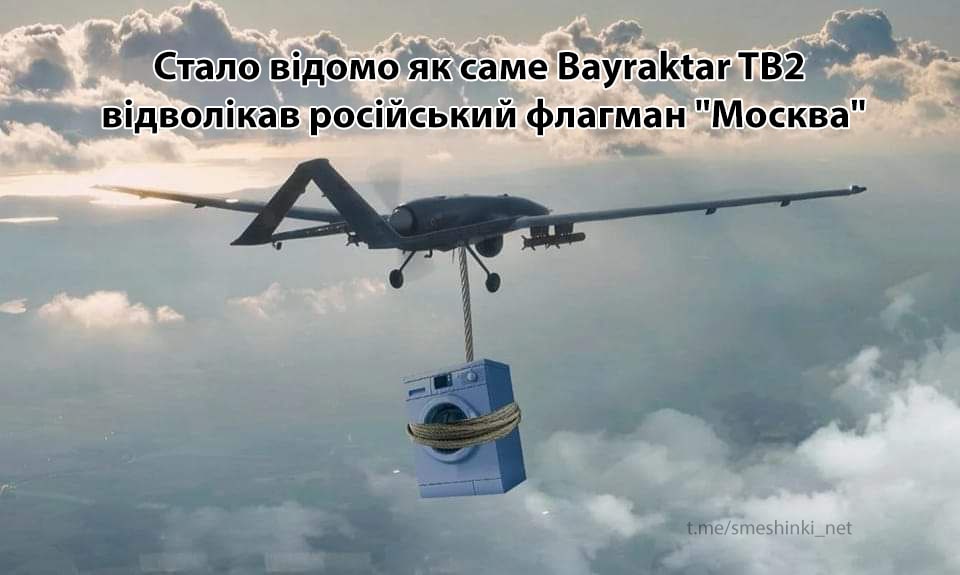 Стало відомо як саме Bayraktar TB2
відволікав російський флагман "Москва"
t.me/smeshinki_net